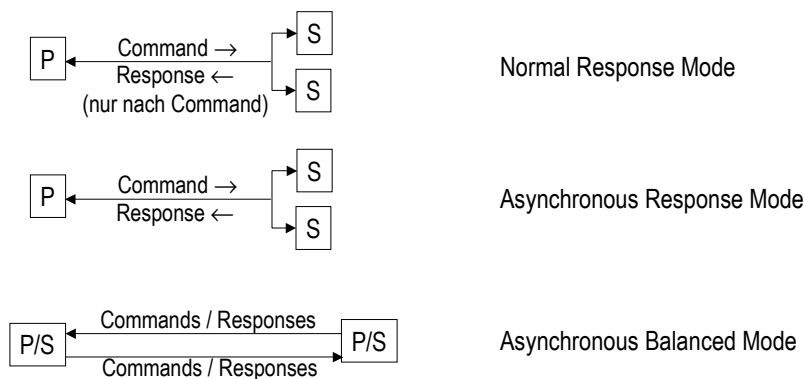 P
Command →
Response ←
(nur nach Command)
S
S
Normal Response Mode
P
Command →
Response ←
S
S
Asynchronous Response Mode
P/S
Commands / Responses
Commands / Responses
P/S
Asynchronous Balanced Mode